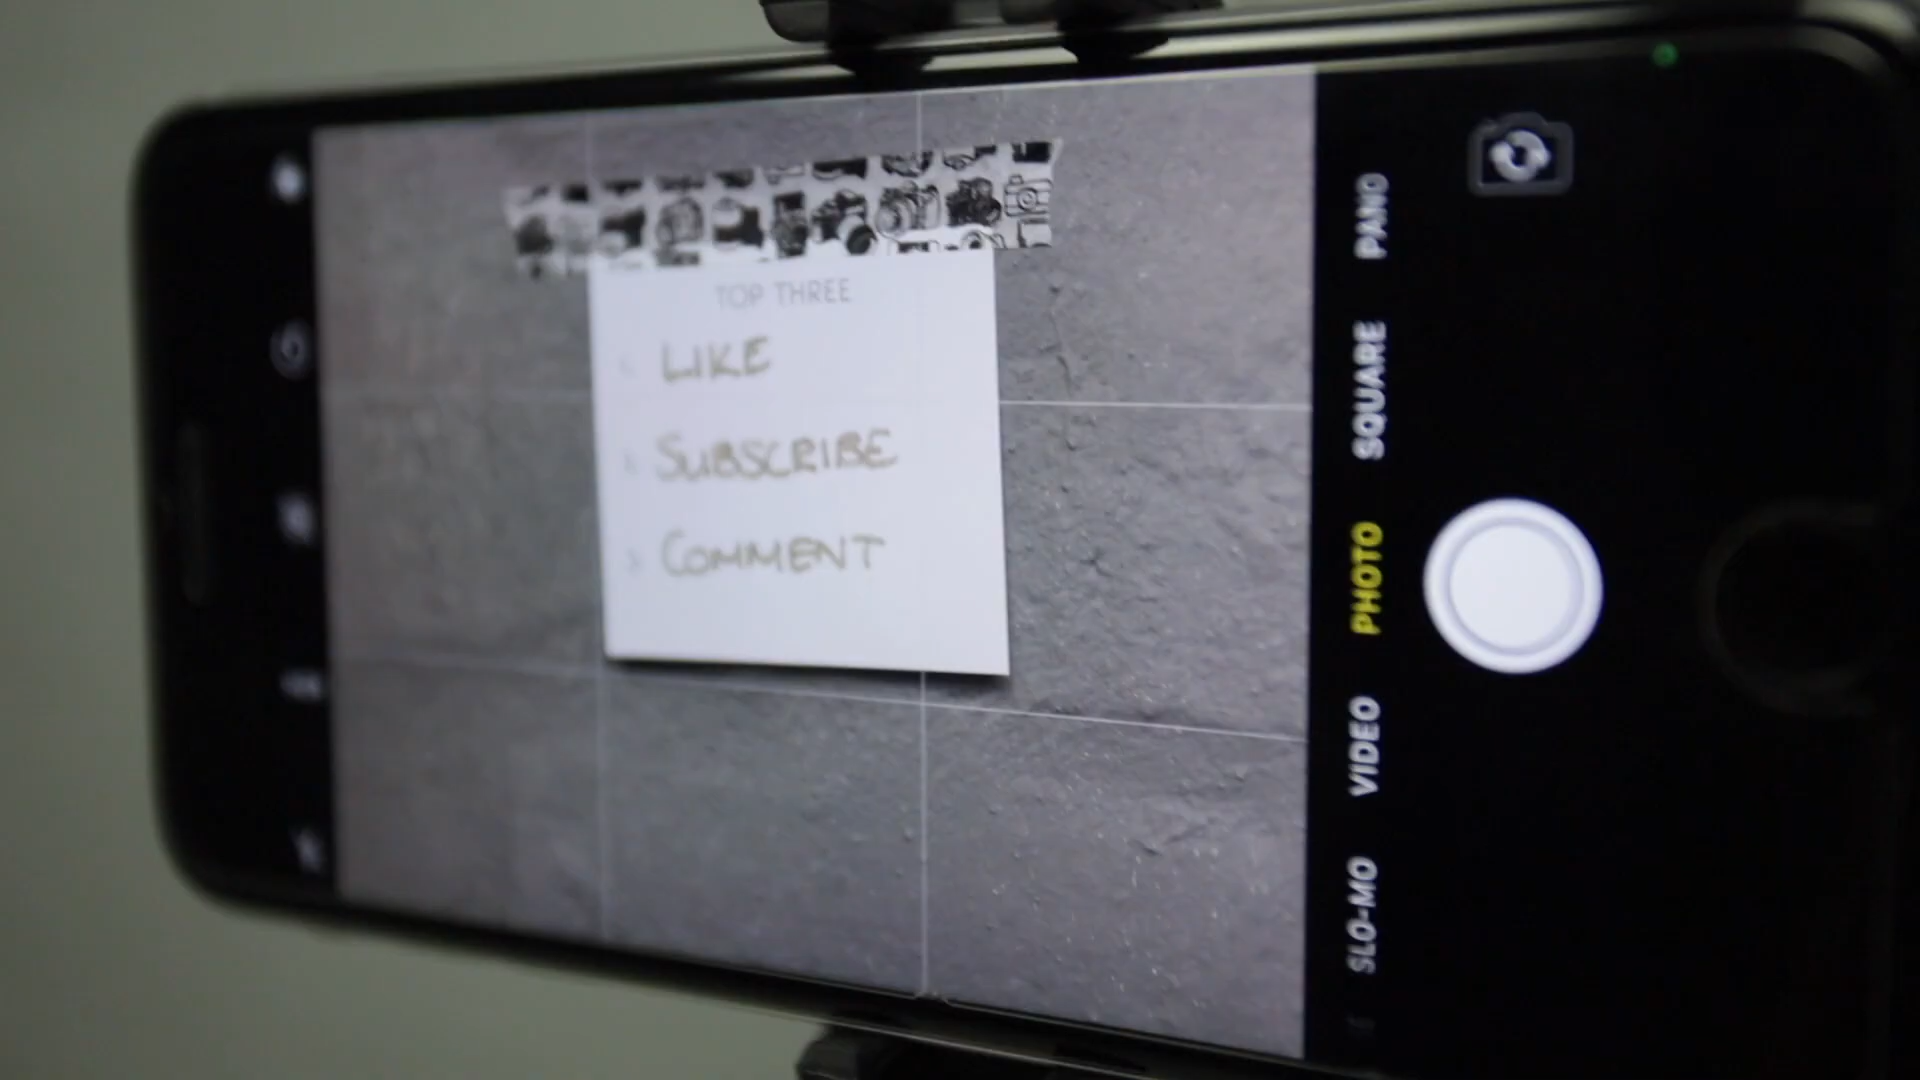 TOP THREE
LIKE
SUBSCRIBE
COMMENT
PANO
SQUARE
PHOTO
VIDEO
SLO-MO